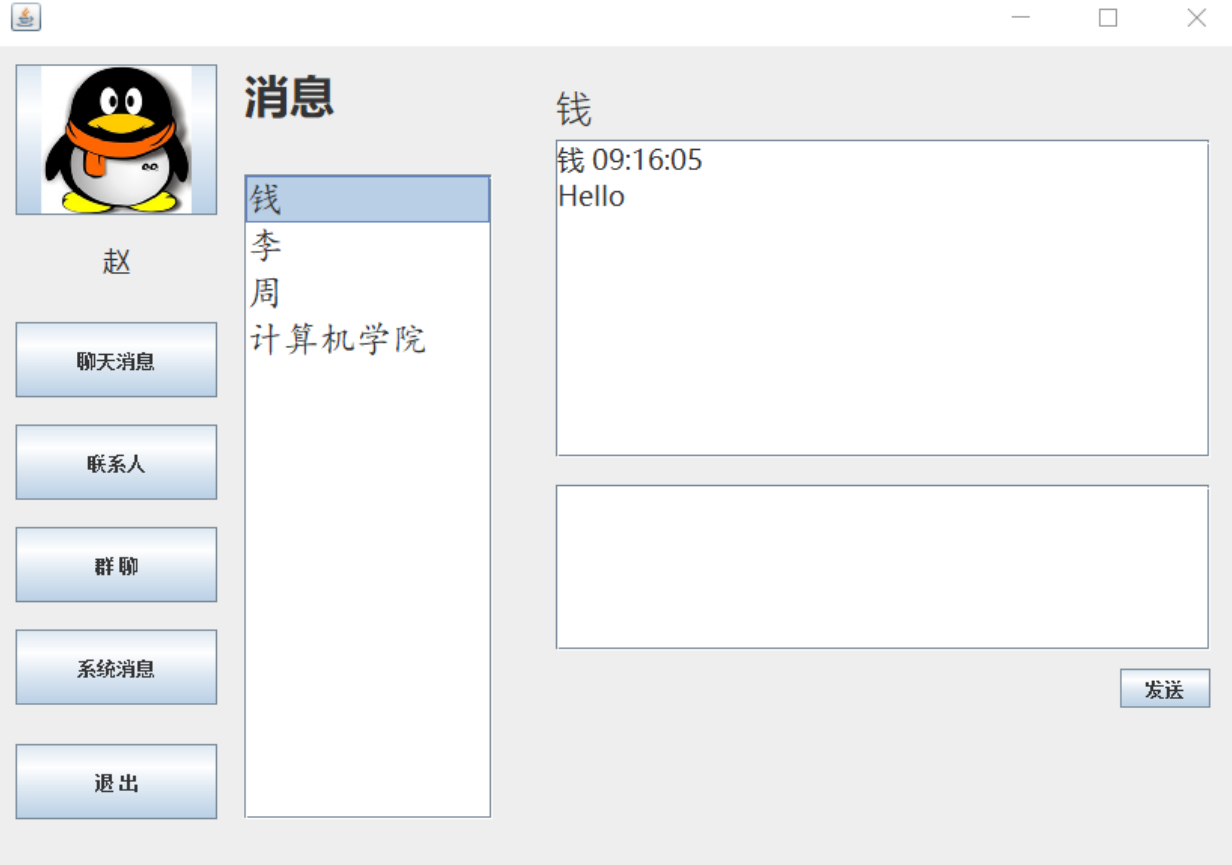 赵
聊天消息
联系人
群 聊
系统消息
退 出
消息
钱
李
周
计算机学院
钱
钱 09:16:05
Hello
发送